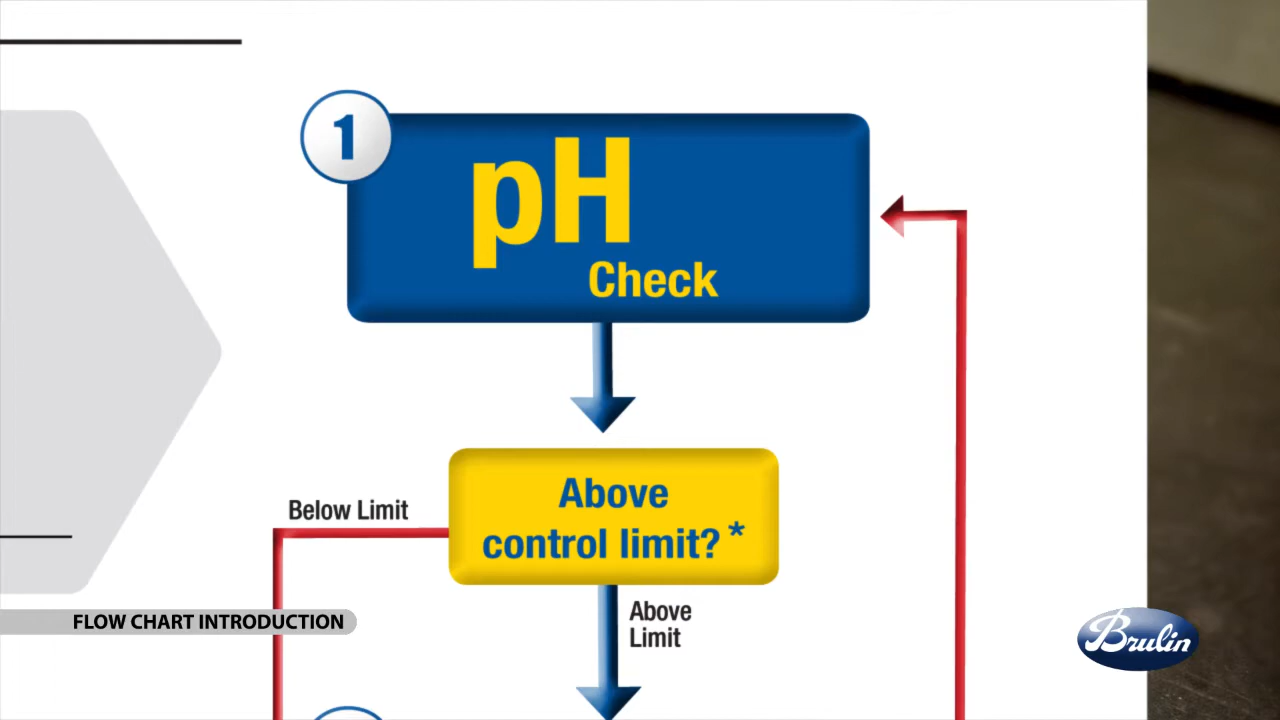 1
pH
Check
Above
control limit?*
Below Limit
Above
Limit
FLOW CHART INTRODUCTION
Brulin